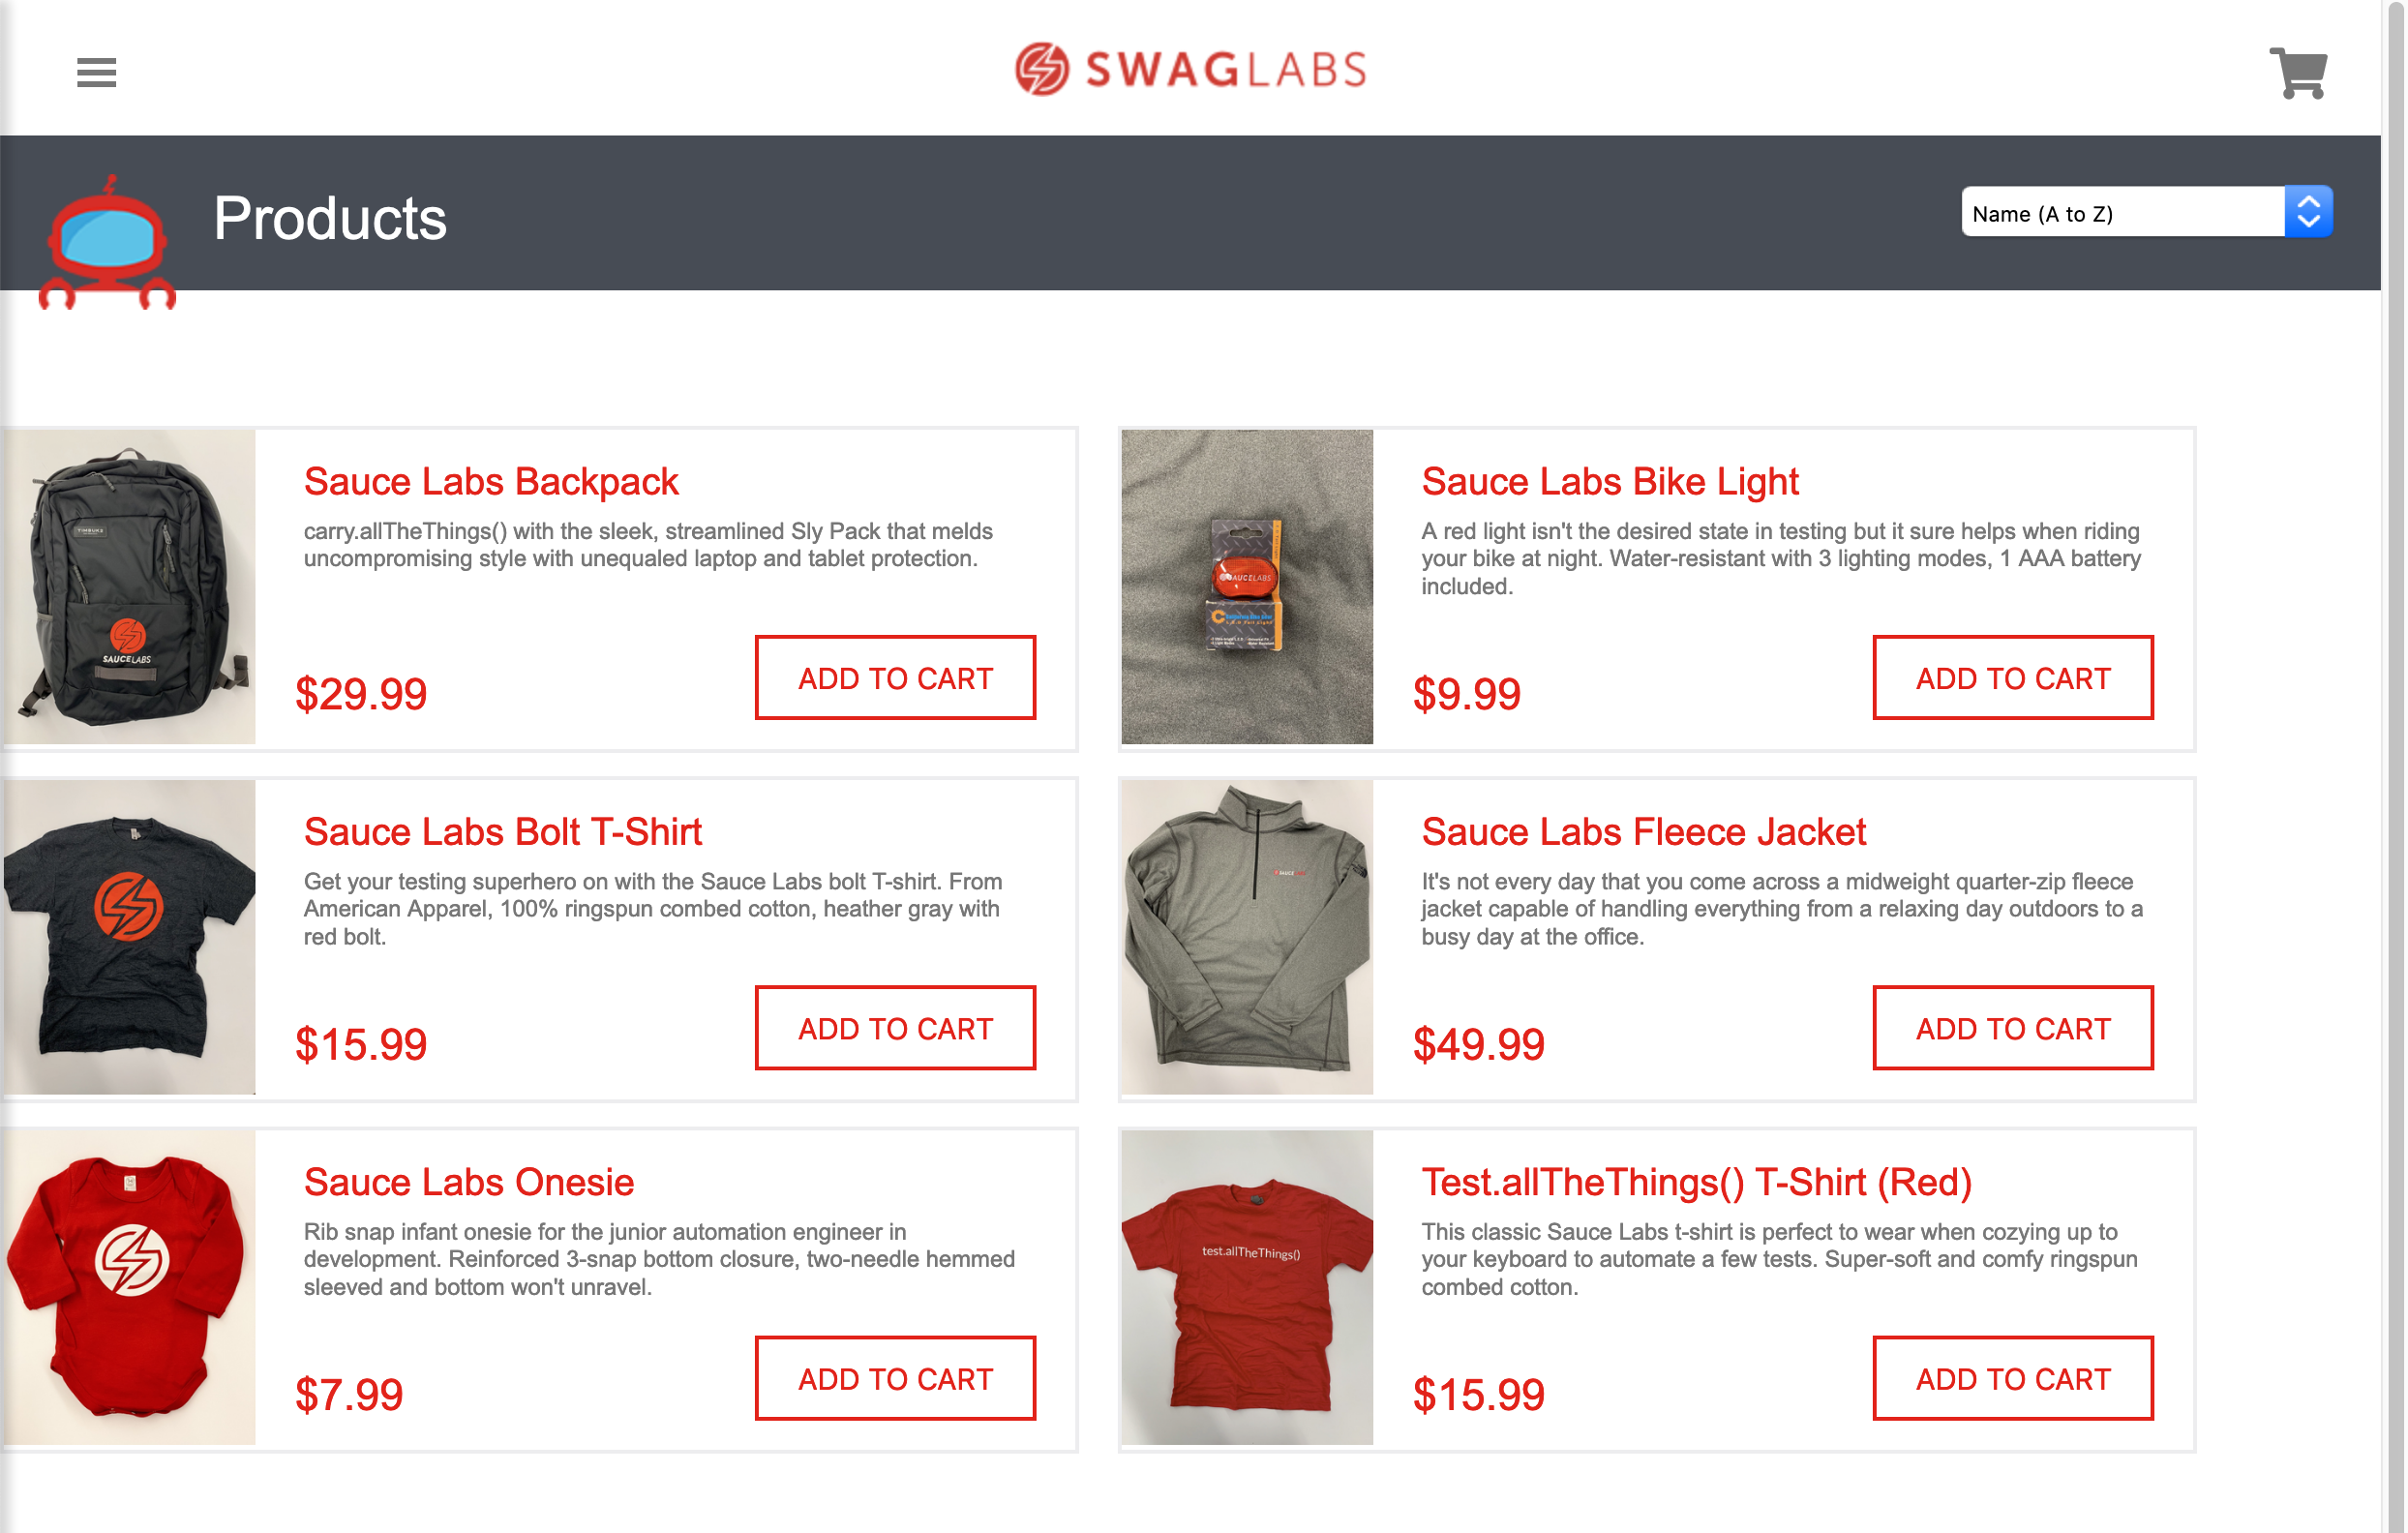 SWAGLABS
Products
Name (A to Z)
Sauce Labs Backpack
carry.allTheThings() with the sleek, streamlined Sly Pack that melds
uncompromising style with unequaled laptop and tablet protection.
$29.99
ADD TO CART
TIMBUK2
SAUCELABS
Sauce Labs Bike Light
A red light isn't the desired state in testing but it sure helps when riding
your bike at night. Water-resistant with 3 lighting modes, 1 AAA battery
included.
$9.99
ADD TO CART
SAUCELABS
Sauce Labs Bolt T-Shirt
Get your testing superhero on with the Sauce Labs bolt T-shirt. From
American Apparel, 100% ringspun combed cotton, heather gray with
red bolt.
$15.99
ADD TO CART
Sauce Labs Fleece Jacket
It's not every day that you come across a midweight quarter-zip fleece
jacket capable of handling everything from a relaxing day outdoors to a
busy day at the office.
$49.99
ADD TO CART
SAUCELABS
Sauce Labs Onesie
Rib snap infant onesie for the junior automation engineer in
development. Reinforced 3-snap bottom closure, two-needle hemmed
sleeved and bottom won't unravel.
$7.99
ADD TO CART
Test.allTheThings() T-Shirt (Red)
This classic Sauce Labs t-shirt is perfect to wear when cozying up to
your keyboard to automate a few tests. Super-soft and comfy ringspun
combed cotton.
$15.99
ADD TO CART
test.allTheThings()